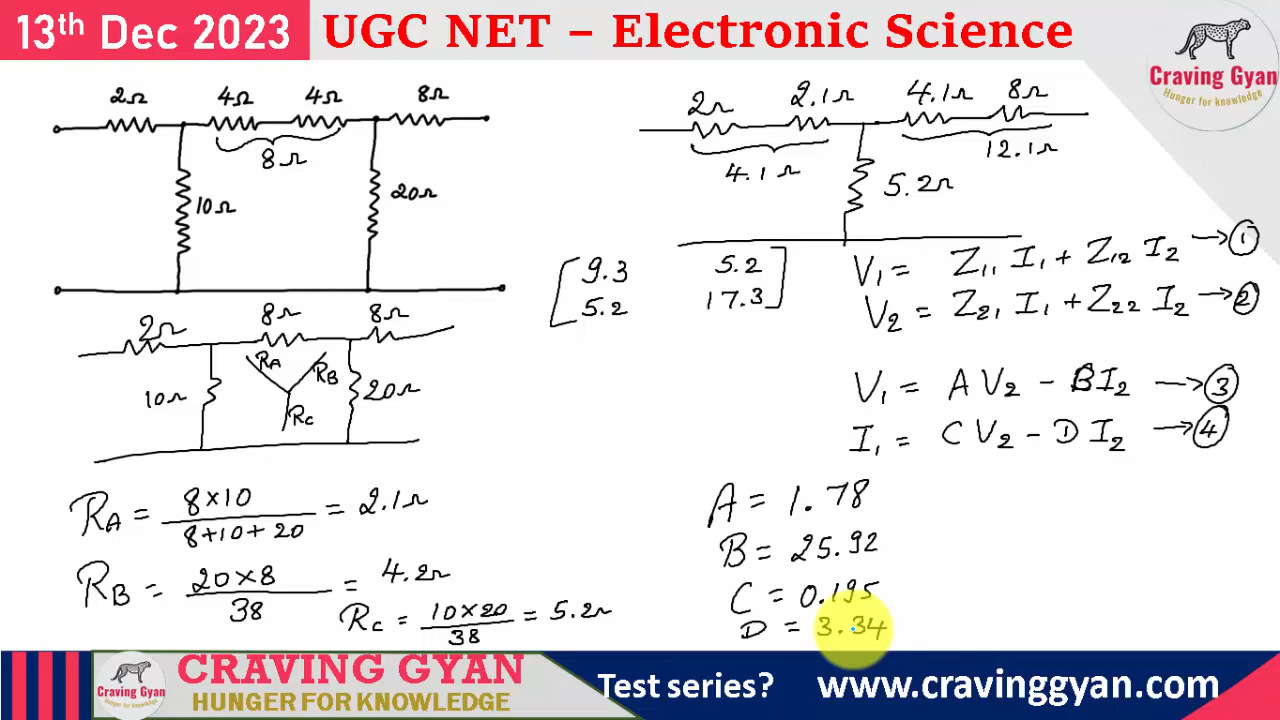 13th Dec 2023
UGC NET – Electronic Science
Craving Gyan
Hunger for knowledge
2Ω 4Ω 4Ω 8Ω
8Ω
10Ω 20Ω
2Ω 2.1Ω 4.1Ω 8Ω
4.1Ω 12.1Ω
5.2Ω
[9.3 5.2
5.2 17.3]
V₁ = Z₁₁ I₁ + Z₁₂ I₂ → ①
V₂ = Z₂₁ I₁ + Z₂₂ I₂ → ②
2Ω 8Ω 8Ω
RA RB
10Ω 20Ω
RC
V₁ = A V₂ - B I₂ → ③
I₁ = C V₂ - D I₂ → ④
RA = 8×10 / 8+10+20 = 2.1Ω
RB = 20×8 / 38 = 4.2Ω
RC = 10×20 / 38 = 5.2Ω
A = 1.78
B = 25.92
C = 0.195
D = 3.34
Craving Gyan
Hunger for knowledge
CRAVING GYAN
HUNGER FOR KNOWLEDGE
Test series? www.cravinggyan.com